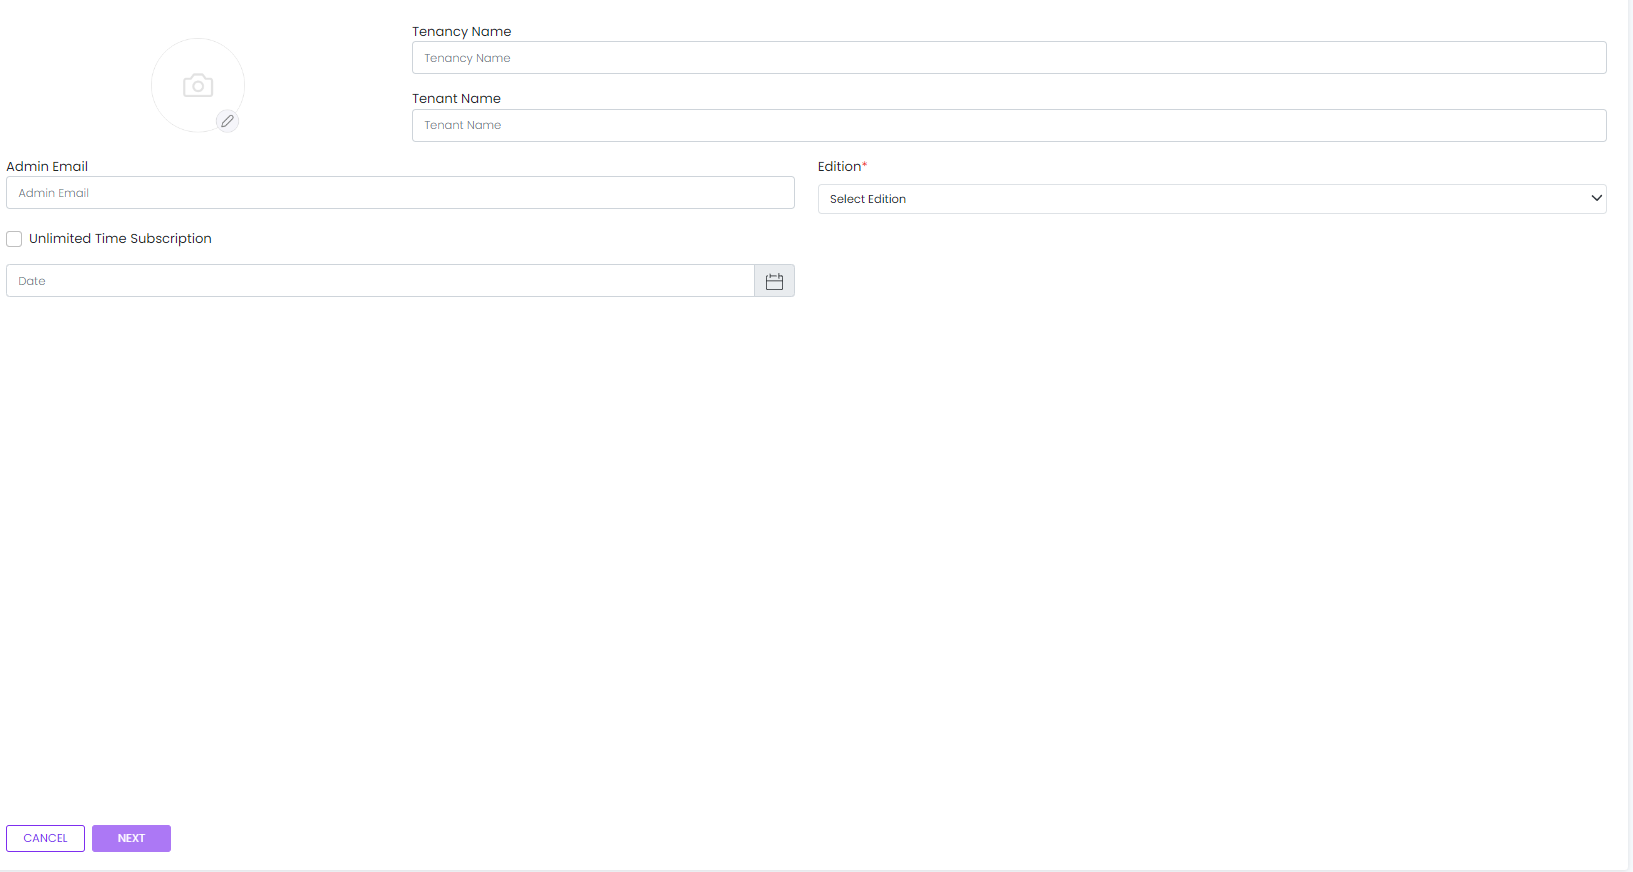 Tenancy Name
Tenancy Name
Tenant Name
Tenant Name
Admin Email
Admin Email
Edition*
Select Edition
Unlimited Time Subscription
Date
CANCEL
NEXT